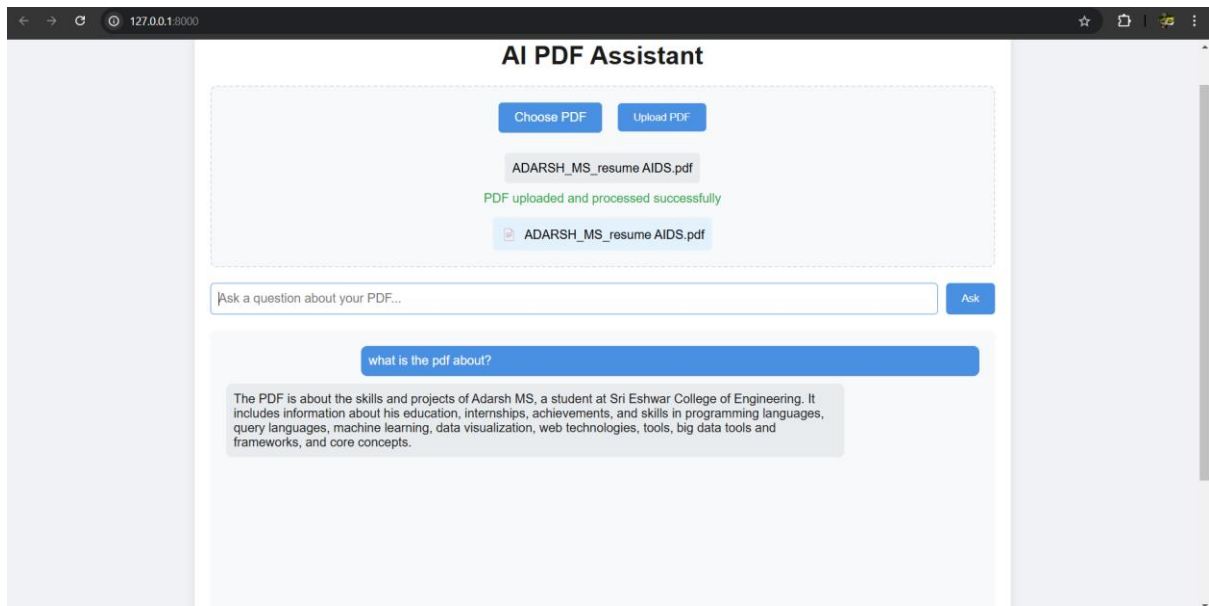 127.0.0.1:8000
AI PDF Assistant
Choose PDF
Upload PDF
ADARSH_MS_resume AIDS.pdf
PDF uploaded and processed successfully
ADARSH_MS_resume AIDS.pdf
Ask a question about your PDF...
Ask
what is the pdf about?
The PDF is about the skills and projects of Adarsh MS, a student at Sri Eshwar College of Engineering. It
includes information about his education, internships, achievements, and skills in programming languages,
query languages, machine learning, data visualization, web technologies, tools, big data tools and
frameworks, and core concepts.